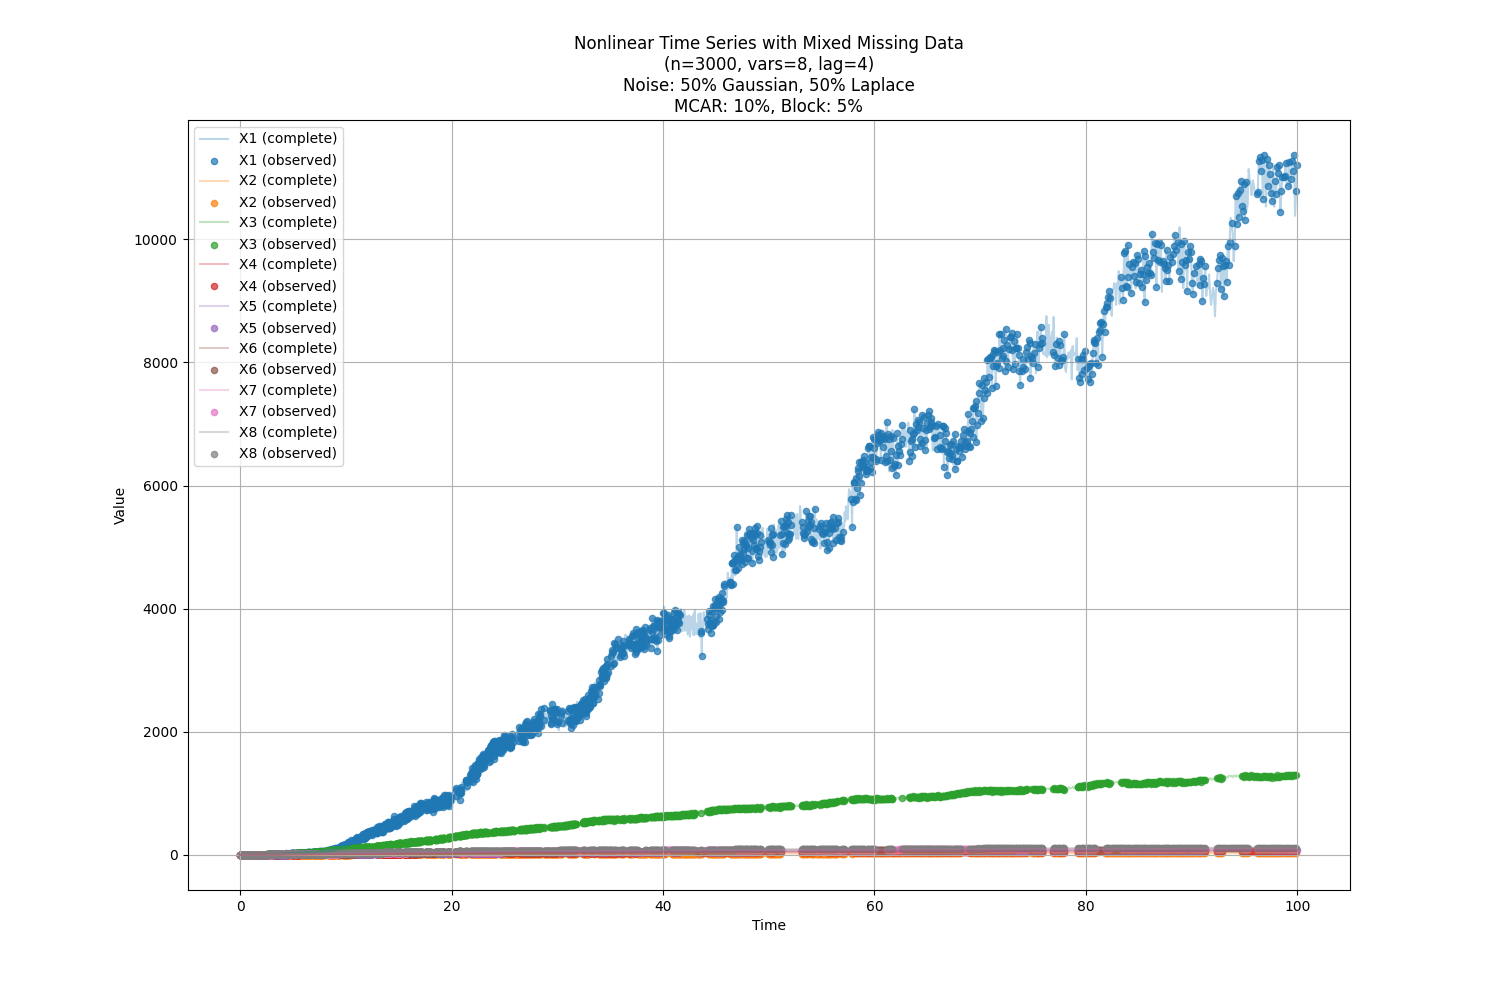 Nonlinear Time Series with Mixed Missing Data
(n=3000, vars=8, lag=4)
Noise: 50% Gaussian, 50% Laplace
MCAR: 10%, Block: 5%
X1 (complete)
X1 (observed)
X2 (complete)
X2 (observed)
X3 (complete)
X3 (observed)
X4 (complete)
X4 (observed)
X5 (complete)
X5 (observed)
X6 (complete)
X6 (observed)
X7 (complete)
X7 (observed)
X8 (complete)
X8 (observed)
Value
10000
8000
6000
4000
2000
0
0 20 40 60 80 100
Time